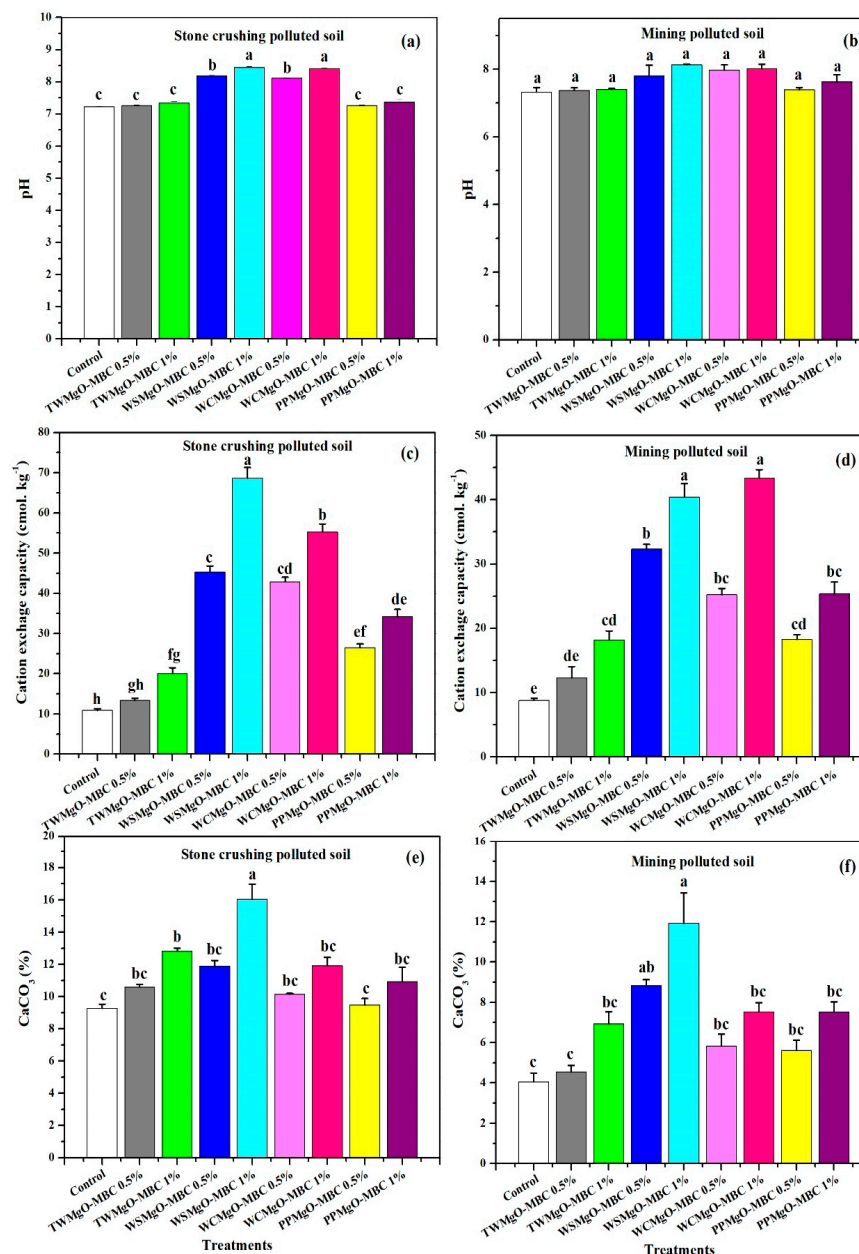 Stone crushing polluted soil (a)
c c c b a b a c c
10
9
8
7
6
5
4
3
2
1
0
pH
Control
TWMgO-MBC 0.5%
TWMgO-MBC 1%
WSMgO-MBC 0.5%
WSMgO-MBC 1%
WCMgO-MBC 0.5%
WCMgO-MBC 1%
PPMgO-MBC 0.5%
PPMgO-MBC 1%
Mining polluted soil (b)
a a a a a a a a a
10
8
6
4
2
0
pH
Control
TWMgO-MBC 0.5%
TWMgO-MBC 1%
WSMgO-MBC 0.5%
WSMgO-MBC 1%
WCMgO-MBC 0.5%
WCMgO-MBC 1%
PPMgO-MBC 0.5%
PPMgO-MBC 1%
Stone crushing polluted soil (c)
h gh fg c a cd b ef de
80
70
60
50
40
30
20
10
0
Cation exchage capacity (cmol. kg⁻¹)
Control
TWMgO-MBC 0.5%
TWMgO-MBC 1%
WSMgO-MBC 0.5%
WSMgO-MBC 1%
WCMgO-MBC 0.5%
WCMgO-MBC 1%
PPMgO-MBC 0.5%
PPMgO-MBC 1%
Mining polluted soil (d)
e de cd b a bc a cd bc
50
40
30
20
10
0
Cation exchage capacity (cmol. kg⁻¹)
Control
TWMgO-MBC 0.5%
TWMgO-MBC 1%
WSMgO-MBC 0.5%
WSMgO-MBC 1%
WCMgO-MBC 0.5%
WCMgO-MBC 1%
PPMgO-MBC 0.5%
PPMgO-MBC 1%
Stone crushing polluted soil (e)
c bc b bc a bc bc c bc
20
18
16
14
12
10
8
6
4
2
0
CaCO₃ (%)
Control
TWMgO-MBC 0.5%
TWMgO-MBC 1%
WSMgO-MBC 0.5%
WSMgO-MBC 1%
WCMgO-MBC 0.5%
WCMgO-MBC 1%
PPMgO-MBC 0.5%
PPMgO-MBC 1%
Treatments
Mining polluted soil (f)
c c bc ab a bc bc bc bc
16
14
12
10
8
6
4
2
0
CaCO₃ (%)
Control
TWMgO-MBC 0.5%
TWMgO-MBC 1%
WSMgO-MBC 0.5%
WSMgO-MBC 1%
WCMgO-MBC 0.5%
WCMgO-MBC 1%
PPMgO-MBC 0.5%
PPMgO-MBC 1%
Treatments